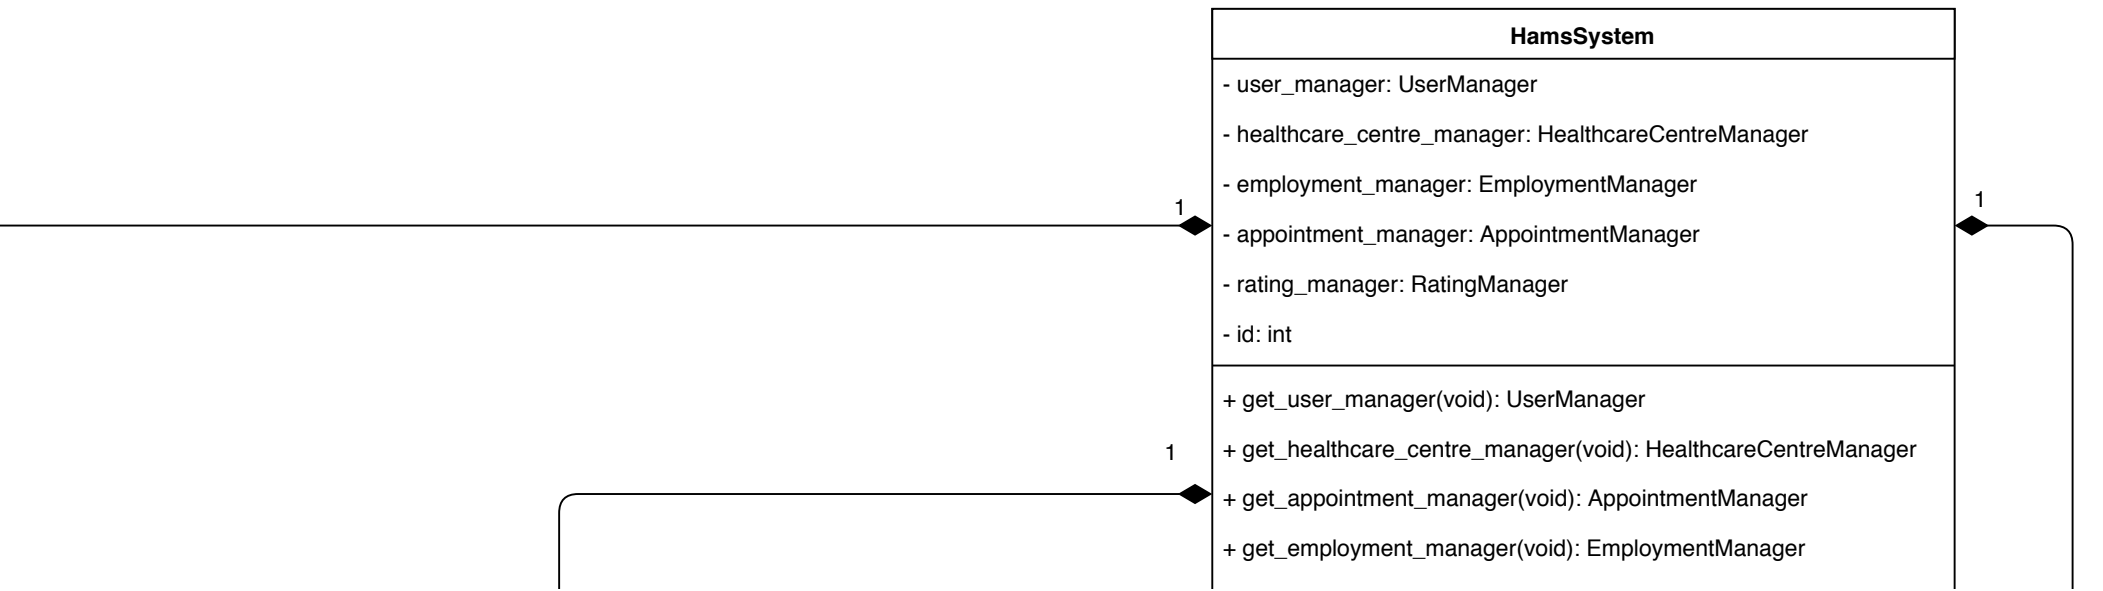 HamsSystem
- user_manager: UserManager
- healthcare_centre_manager: HealthcareCentreManager
- employment_manager: EmploymentManager
1
1
- appointment_manager: AppointmentManager
- rating_manager: RatingManager
- id: int
+ get_user_manager(void): UserManager
+ get_healthcare_centre_manager(void): HealthcareCentreManager
1
+ get_appointment_manager(void): AppointmentManager
+ get_employment_manager(void): EmploymentManager